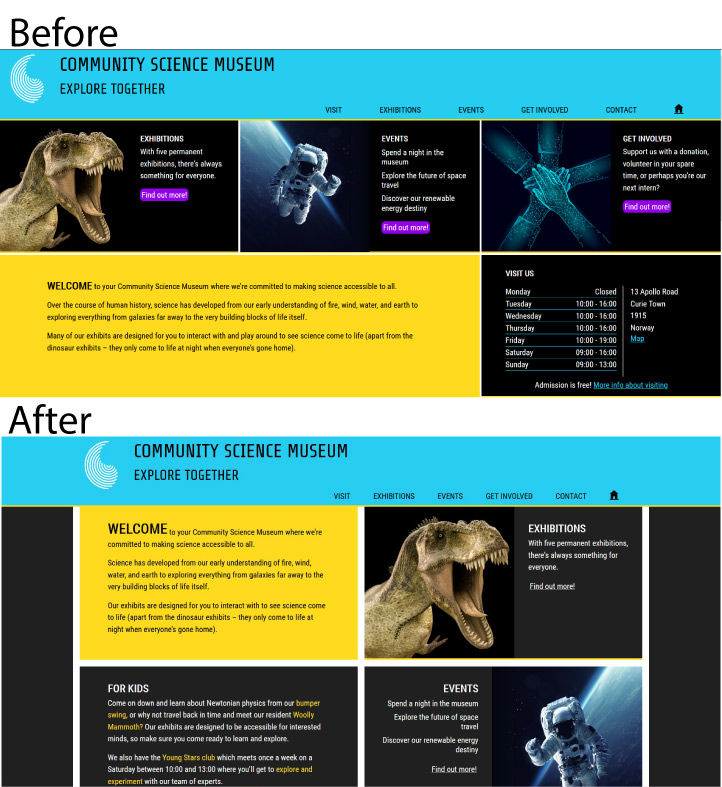 Before
COMMUNITY SCIENCE MUSEUM
EXPLORE TOGETHER
VISIT EXHIBITIONS EVENTS GET INVOLVED CONTACT
EXHIBITIONS
With five permanent
exhibitions, there's always
something for everyone.
Find out more!
EVENTS
Spend a night in the
museum
Explore the future of space
travel
Discover our renewable
energy destiny
Find out more!
GET INVOLVED
Support us with a donation,
volunteer in your spare
time, or perhaps you're our
next intern?
Find out more!
WELCOME to your Community Science Museum where we're committed to making science accessible to all.
Over the course of human history, science has developed from our early understanding of fire, wind, water, and earth to
exploring everything from galaxies far away to the very building blocks of life itself.
Many of our exhibits are designed for you to interact with and play around to see science come to life (apart from the
dinosaur exhibits – they only come to life at night when everyone's gone home).
VISIT US
Monday Closed
Tuesday 10:00 - 16:00
Wednesday 10:00 - 16:00
Thursday 10:00 - 16:00
Friday 10:00 - 19:00
Saturday 09:00 - 16:00
Sunday 09:00 - 13:00
13 Apollo Road
Curie Town
1915
Norway
Map
Admission is free! More info about visiting
After
COMMUNITY SCIENCE MUSEUM
EXPLORE TOGETHER
VISIT EXHIBITIONS EVENTS GET INVOLVED CONTACT
WELCOME to your Community Science Museum where we're
committed to making science accessible to all.
Science has developed from our early understanding of fire, wind,
water, and earth to exploring everything from galaxies far away to the
very building blocks of life itself.
Our exhibits are designed for you to interact with to see science come
to life (apart from the dinosaur exhibits – they only come to life at
night when everyone's gone home).
EXHIBITIONS
With five permanent exhibitions,
there's always something for
everyone.
Find out more!
FOR KIDS
Come on down and learn about Newtonian physics from our bumper
swing, or why not travel back in time and meet our resident Woolly
Mammoth? Our exhibits are designed to be accessible for interested
minds, so make sure you come ready to learn and explore.
We also have the Young Stars club which meets once a week on a
Saturday between 10:00 and 13:00 where you'll get to explore and
experiment with our team of experts.
EVENTS
Spend a night in the museum
Explore the future of space
travel
Discover our renewable energy
destiny
Find out more!